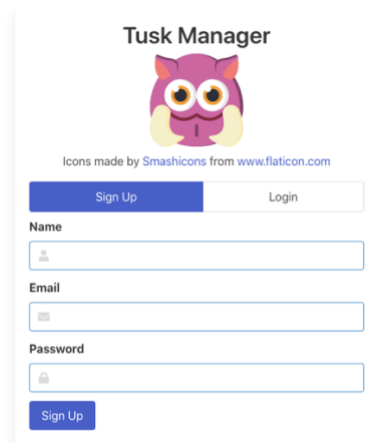 Tusk Manager
Icons made by Smashicons from www.flaticon.com
Sign Up
Login
Name
Email
Password
Sign Up